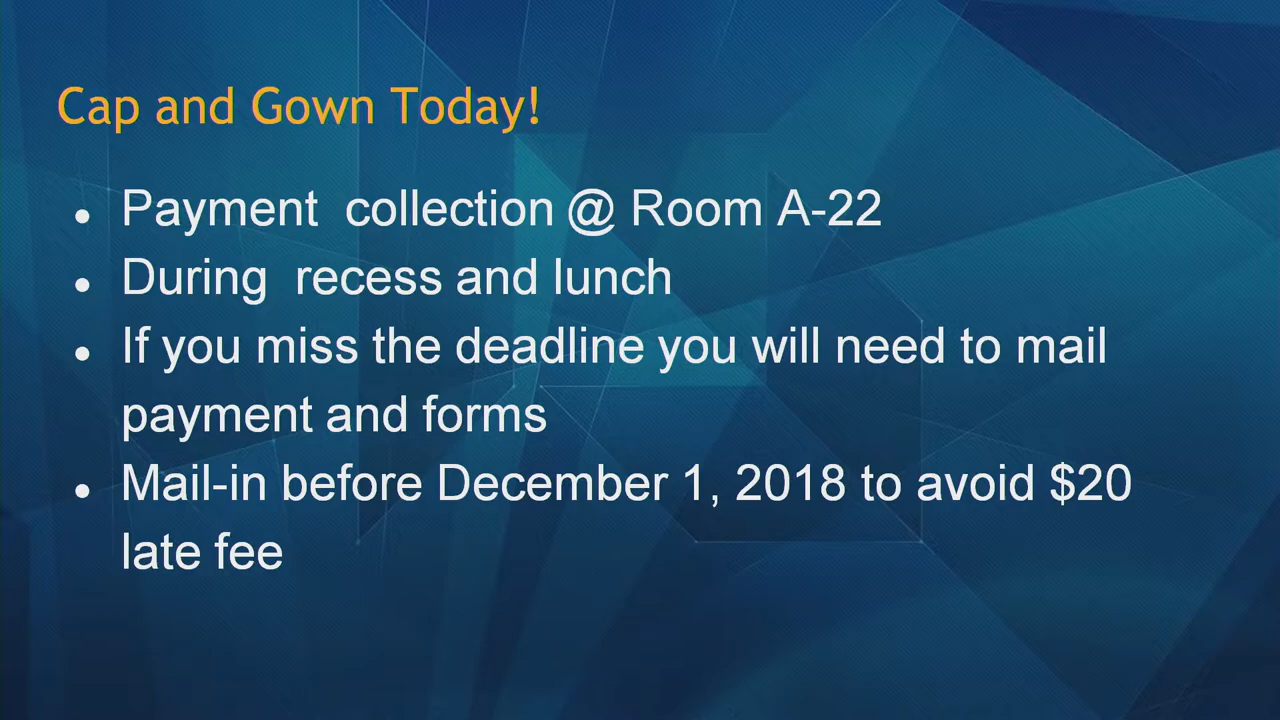 Cap and Gown Today!
Payment  collection @ Room A-22
During  recess and lunch
If you miss the deadline you will need to mail
payment and forms
Mail-in before December 1, 2018 to avoid $20
late fee